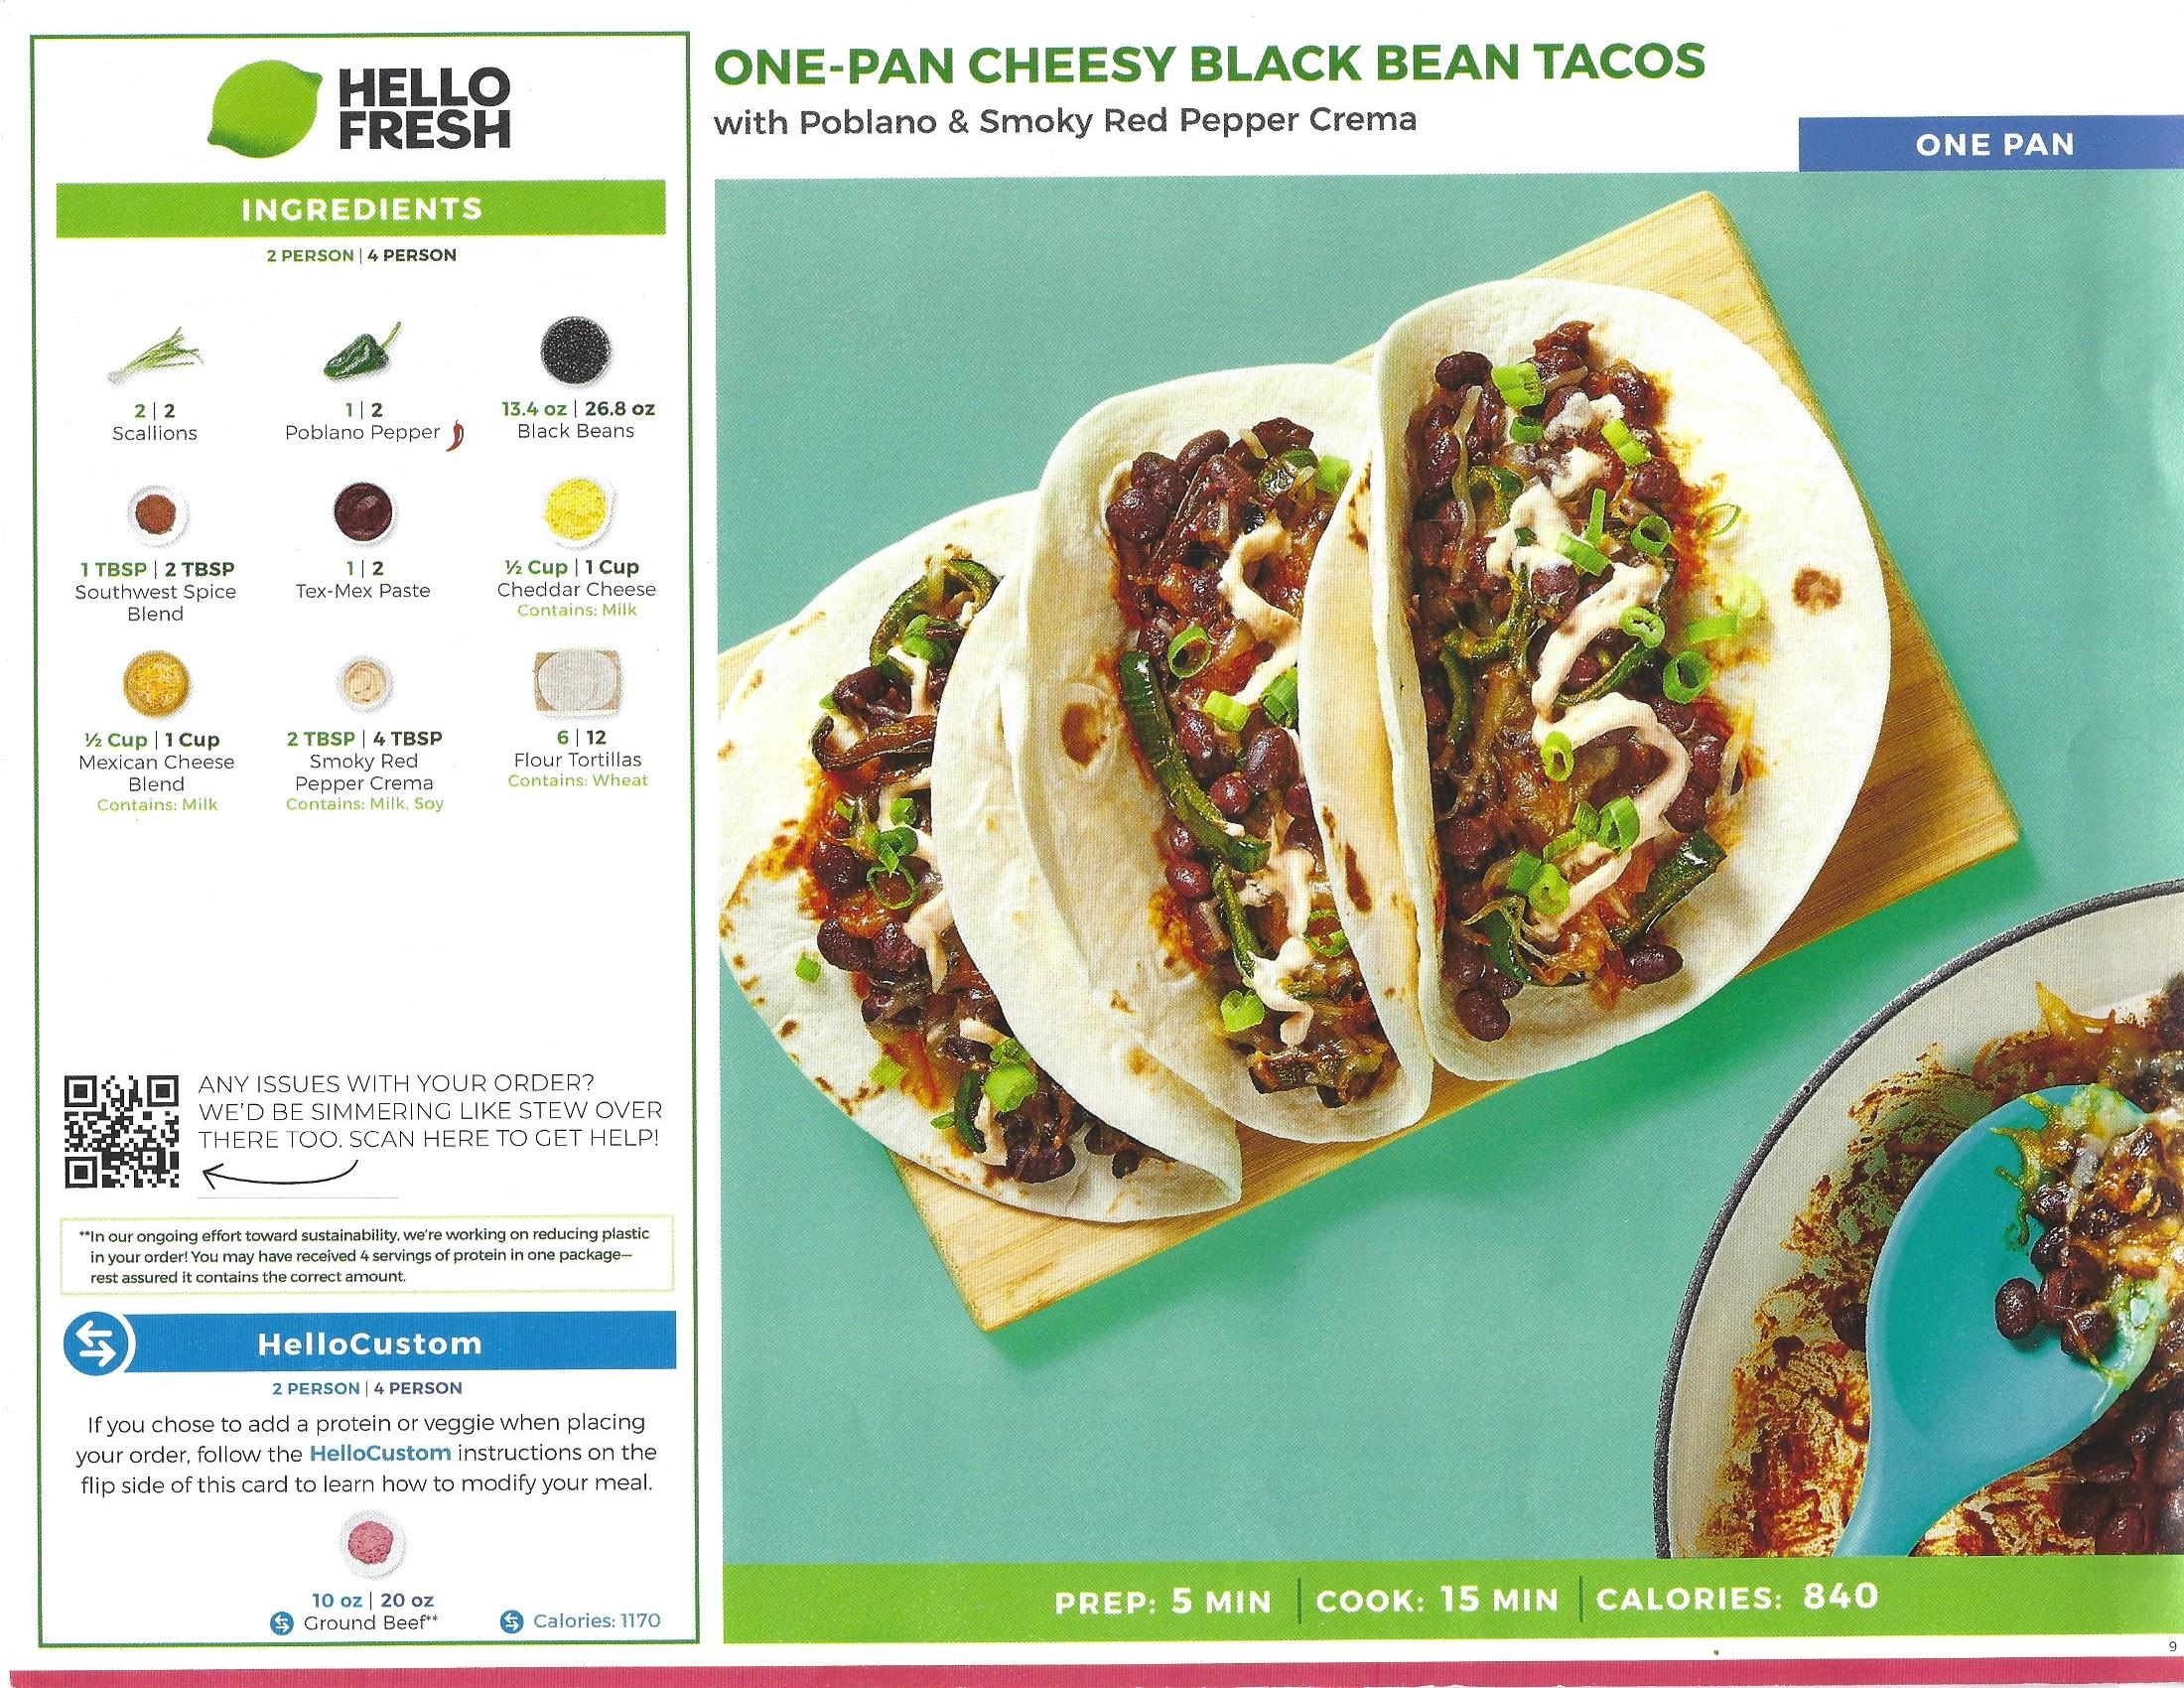 HELLO
FRESH
INGREDIENTS
2 PERSON | 4 PERSON
2 | 2
Scallions
1 | 2
Poblano Pepper
13.4 oz | 26.8 oz
Black Beans
1 TBSP | 2 TBSP
Southwest Spice
Blend
1 | 2
Tex-Mex Paste
½ Cup | 1 Cup
Cheddar Cheese
Contains: Milk
½ Cup | 1 Cup
Mexican Cheese
Blend
Contains: Milk
2 TBSP | 4 TBSP
Smoky Red
Pepper Crema
Contains: Milk, Soy
6 | 12
Flour Tortillas
Contains: Wheat
ANY ISSUES WITH YOUR ORDER?
WE'D BE SIMMERING LIKE STEW OVER
THERE TOO. SCAN HERE TO GET HELP!
**In our ongoing effort toward sustainability, we're working on reducing plastic
in your order! You may have received 4 servings of protein in one package—
rest assured it contains the correct amount.
HelloCustom
2 PERSON | 4 PERSON
If you chose to add a protein or veggie when placing
your order, follow the HelloCustom instructions on the
flip side of this card to learn how to modify your meal.
10 oz | 20 oz
Ground Beef**
Calories: 1170
ONE-PAN CHEESY BLACK BEAN TACOS
with Poblano & Smoky Red Pepper Crema
ONE PAN
PREP: 5 MIN | COOK: 15 MIN | CALORIES: 840
9